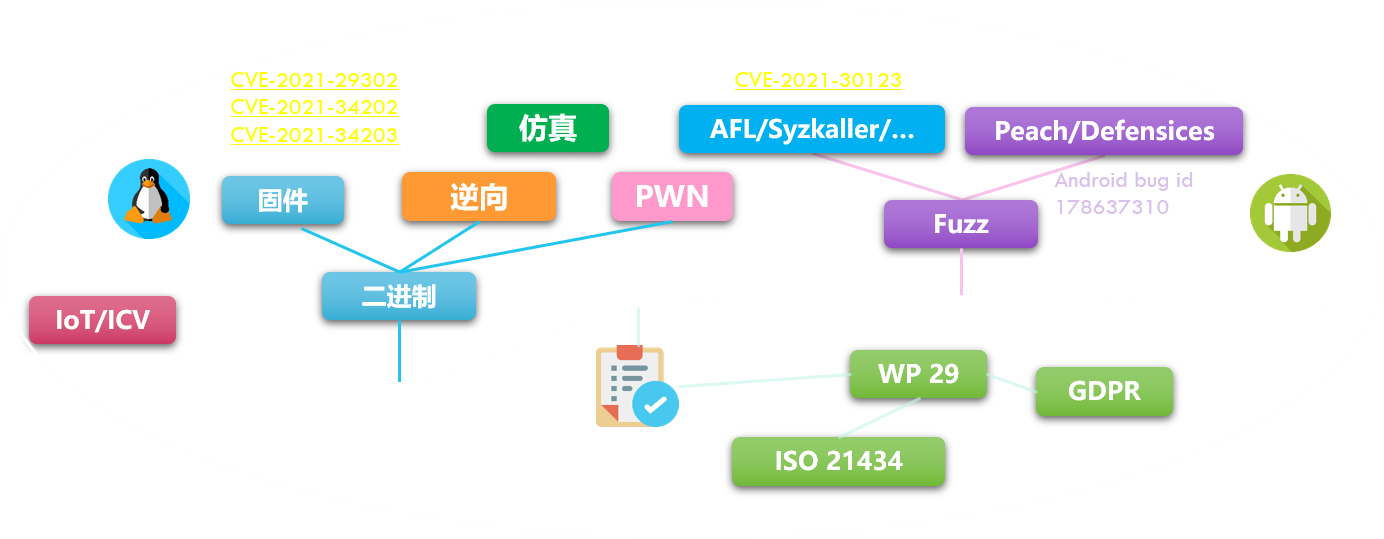 CVE-2021-29302
CVE-2021-34202
CVE-2021-34203
CVE-2021-30123
仿真
AFL/Syzkaller/...
Peach/Defensices
固件
逆向
PWN
Fuzz
Android bug id
178637310
二进制
IoT/ICV
WP 29
GDPR
ISO 21434